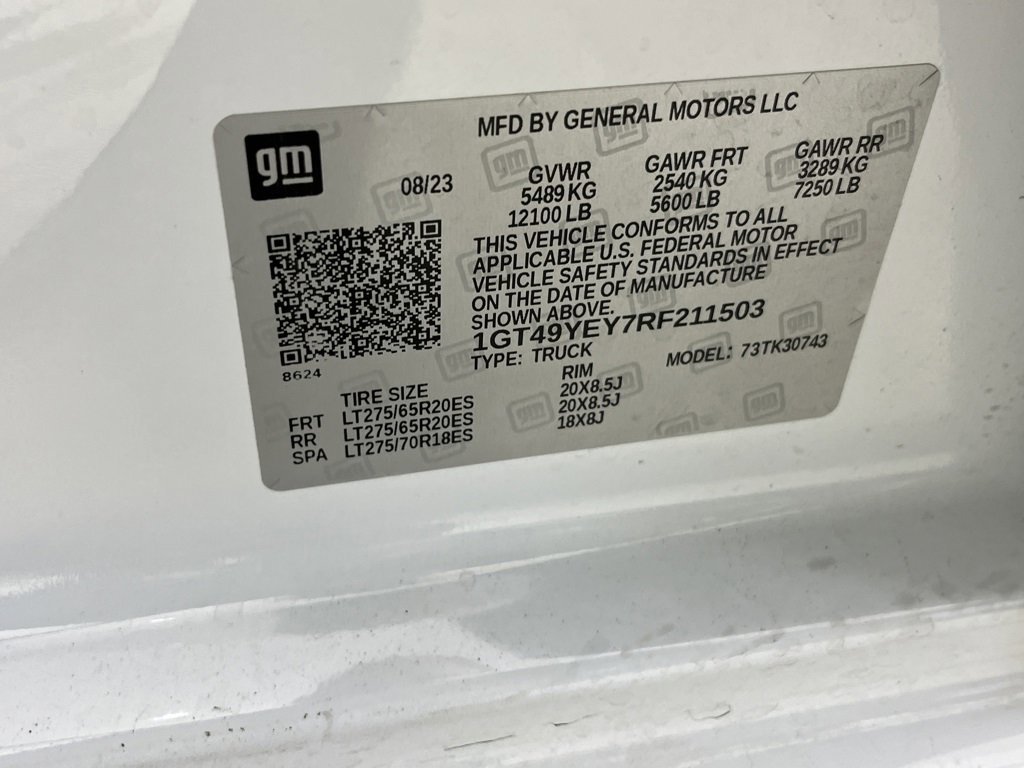 gm
MFD BY GENERAL MOTORS LLC
08/23
GVWR GAWR FRT GAWR RR
5489 KG 2540 KG 3289 KG
12100 LB 5600 LB 7250 LB
THIS VEHICLE CONFORMS TO ALL
APPLICABLE U.S. FEDERAL MOTOR
VEHICLE SAFETY STANDARDS IN EFFECT
ON THE DATE OF MANUFACTURE
SHOWN ABOVE.
1GT49YEY7RF211503
TYPE: TRUCK MODEL: 73TK30743
8624
TIRE SIZE RIM
FRT LT275/65R20ES 20X8.5J
RR LT275/65R20ES 20X8.5J
SPA LT275/70R18ES 18X8J